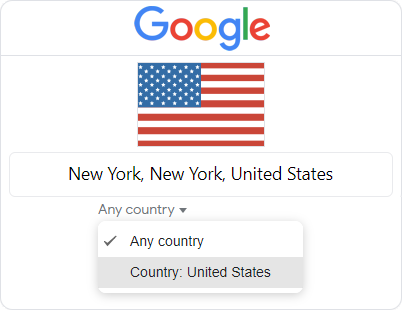 Google
New York, New York, United States
Any country
Any country
Country: United States